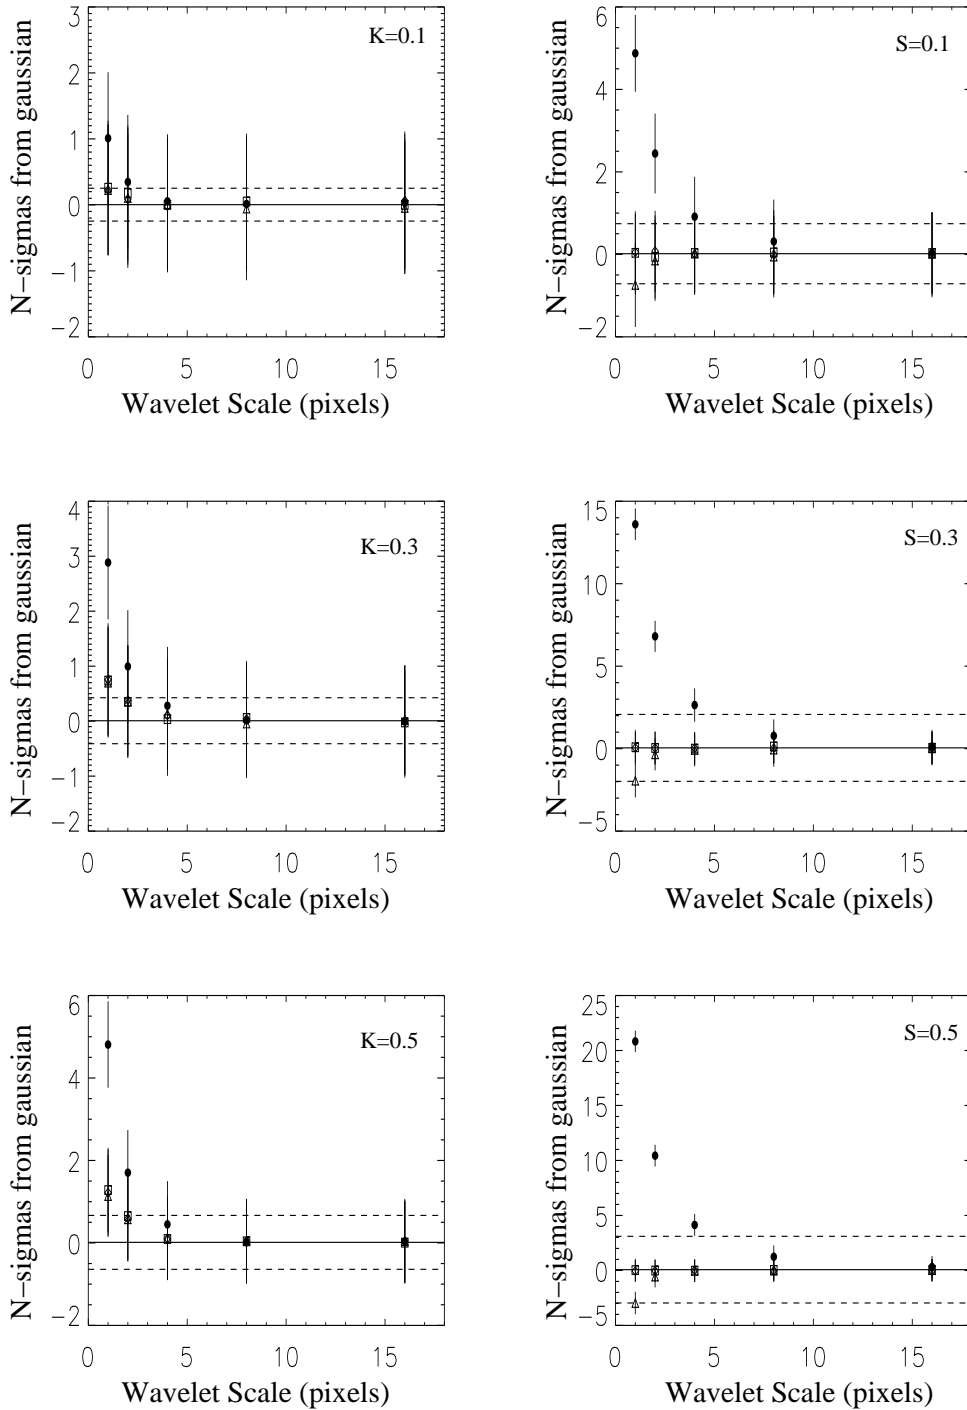 N-sigmas from gaussian
3
2
1
0
-1
-2
K=0.1
0 5 10 15
Wavelet Scale (pixels)
N-sigmas from gaussian
6
4
2
0
-2
S=0.1
0 5 10 15
Wavelet Scale (pixels)
N-sigmas from gaussian
4
3
2
1
0
-1
-2
K=0.3
0 5 10 15
Wavelet Scale (pixels)
N-sigmas from gaussian
15
10
5
0
-5
S=0.3
0 5 10 15
Wavelet Scale (pixels)
N-sigmas from gaussian
6
4
2
0
-2
K=0.5
0 5 10 15
Wavelet Scale (pixels)
N-sigmas from gaussian
25
20
15
10
5
0
-5
S=0.5
0 5 10 15
Wavelet Scale (pixels)